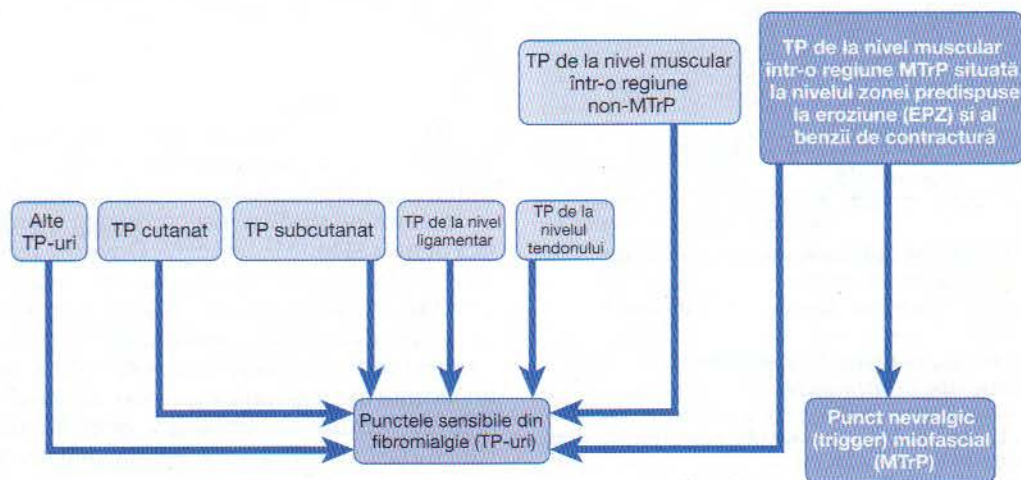 TP de la nivel muscular
într-o regiune
non-MTrP
TP de la nivel muscular
într-o regiune MTrP situată
la nivelul zonei predispuse
la eroziune (EPZ) și al
benzii de contractură
Alte
TP-uri
TP cutanat
TP subcutanat
TP de la nivel
ligamentar
TP de la
nivelul
tendonului
Punctele sensibile din
fibromialgie (TP-uri)
Punct nevralgic
(trigger) miofascial
(MTrP)